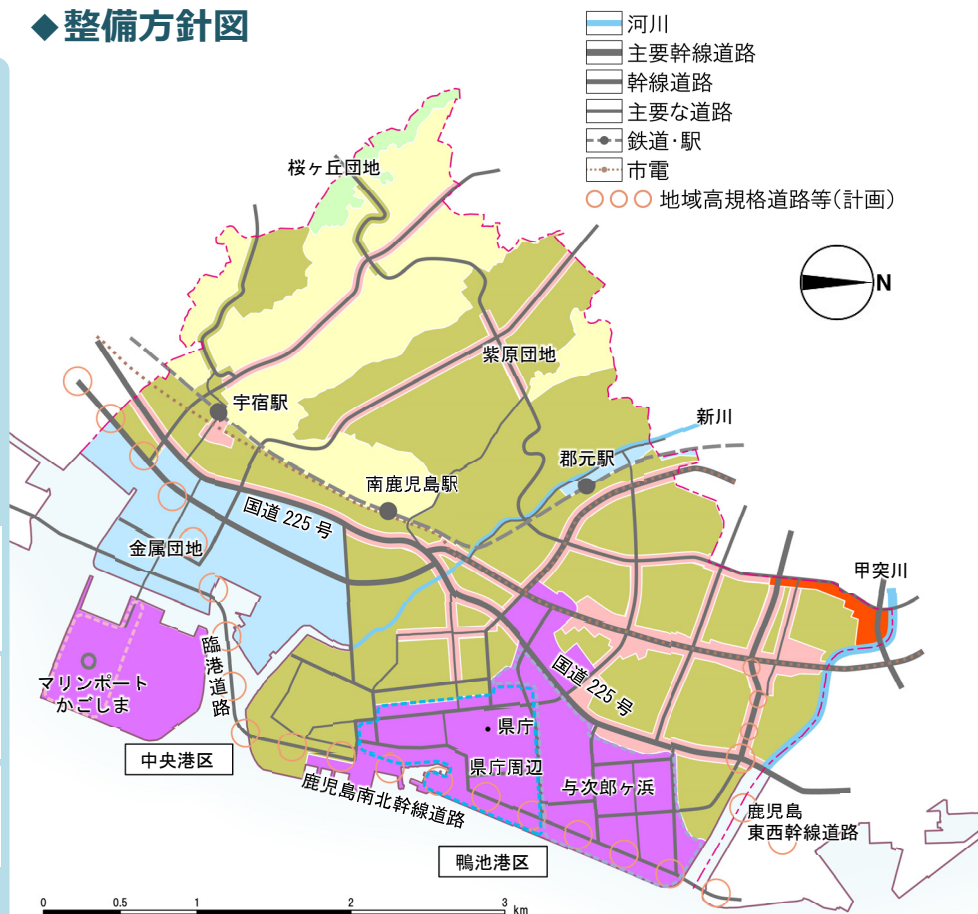 ◆整備方針図
河川
主要幹線道路
幹線道路
主要な道路
鉄道･駅
市電
地域高規格道路等(計画)
N
桜ヶ丘団地
紫原団地
宇宿駅
新川
郡元駅
南鹿児島駅
国道225号
金属団地
甲突川
臨港道路
マリンポート
かごしま
国道225号
県庁
中央港区
県庁周辺
与次郎ヶ浜
鹿児島南北幹線道路
鹿児島
東西幹線道路
鴨池港区
0 0.5 1 2 3 km